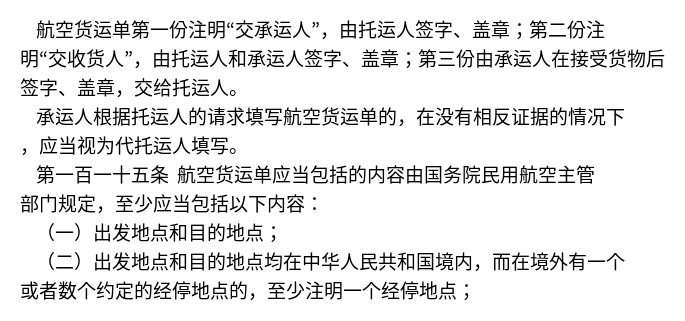 航空货运单第一份注明“交承运人”，由托运人签字、盖章；第二份注
明“交收货人”，由托运人和承运人签字、盖章；第三份由承运人在接受货物后
签字、盖章，交给托运人。
承运人根据托运人的请求填写航空货运单的，在没有相反证据的情况下
，应当视为代托运人填写。
第一百一十五条 航空货运单应当包括的内容由国务院民用航空主管
部门规定，至少应当包括以下内容：
（一）出发地点和目的地点；
（二）出发地点和目的地点均在中华人民共和国境内，而在境外有一个
或者数个约定的经停地点的，至少注明一个经停地点；